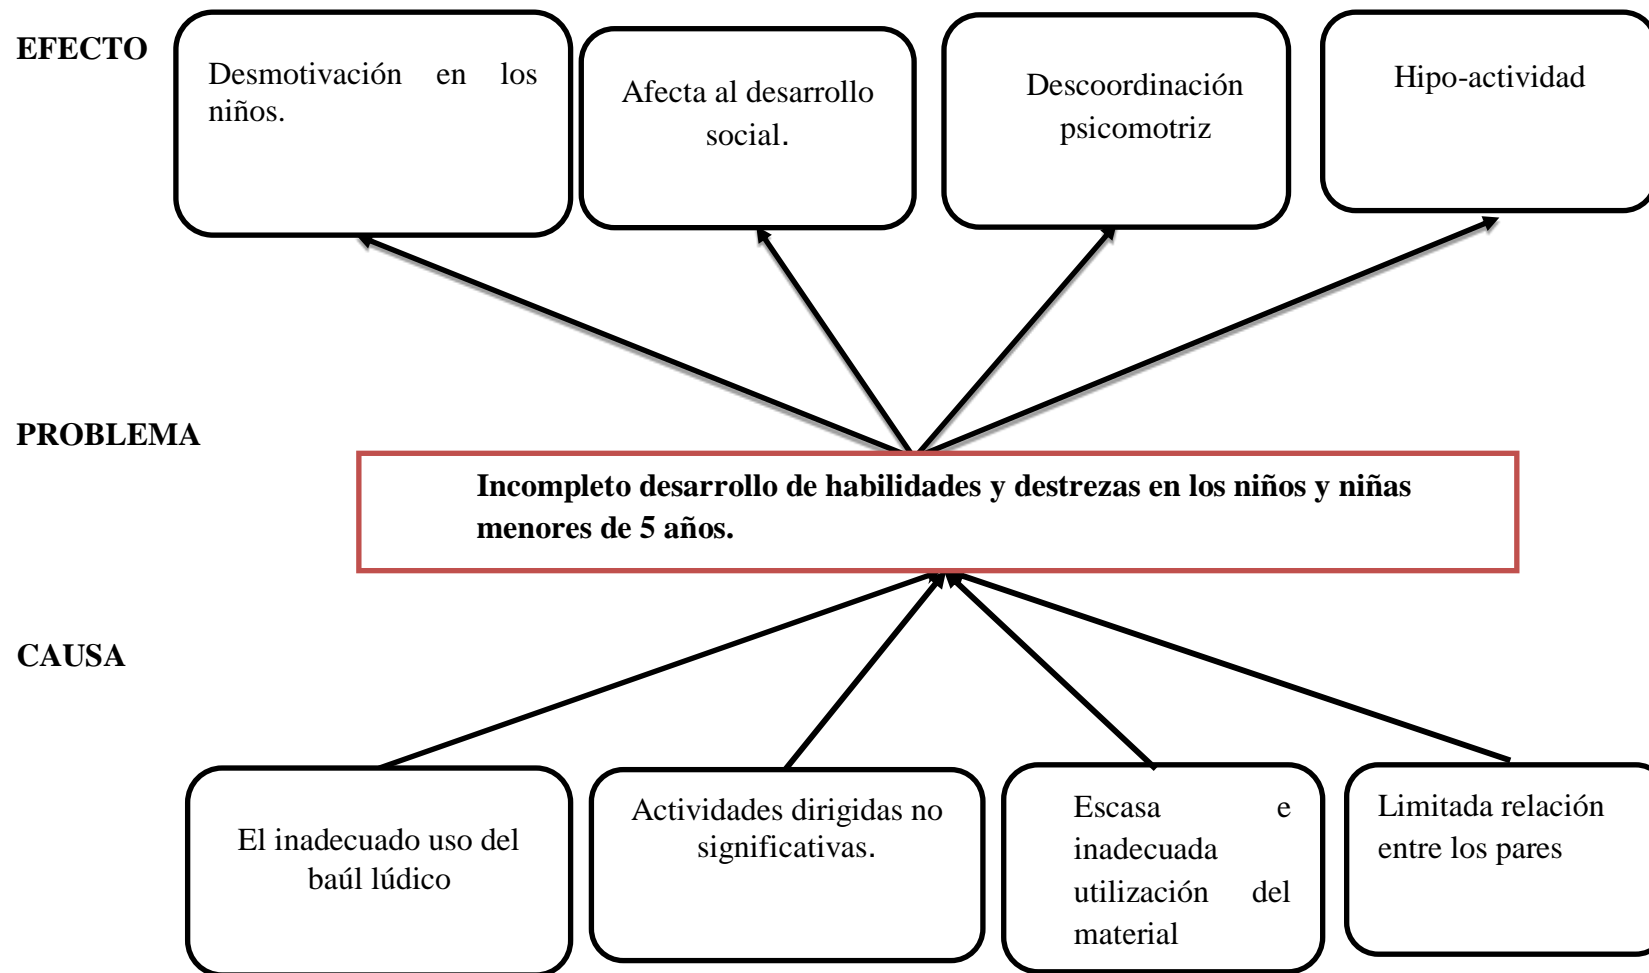 EFECTO
Desmotivación en los
niños.
Afecta al desarrollo
social.
Descoordinación
psicomotriz
Hipo-actividad
PROBLEMA
Incompleto desarrollo de habilidades y destrezas en los niños y niñas
menores de 5 años.
CAUSA
El inadecuado uso del
baúl lúdico
Actividades dirigidas no
significativas.
Escasa e
inadecuada
utilización del
material
Limitada relación
entre los pares